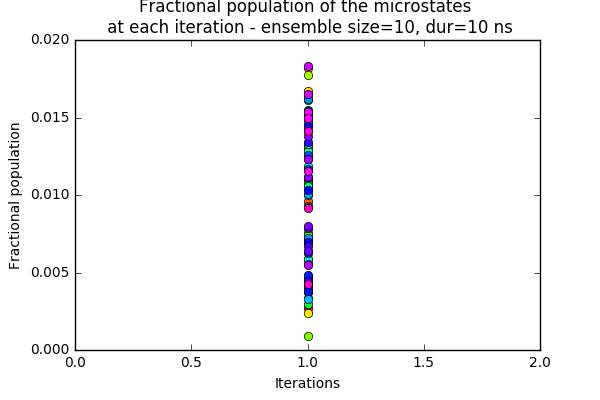 Fractional population of the microstates
at each iteration - ensemble size=10, dur=10 ns
0.020
0.015
0.010
0.005
0.000
Fractional population
0.0 0.5 1.0 1.5 2.0
Iterations